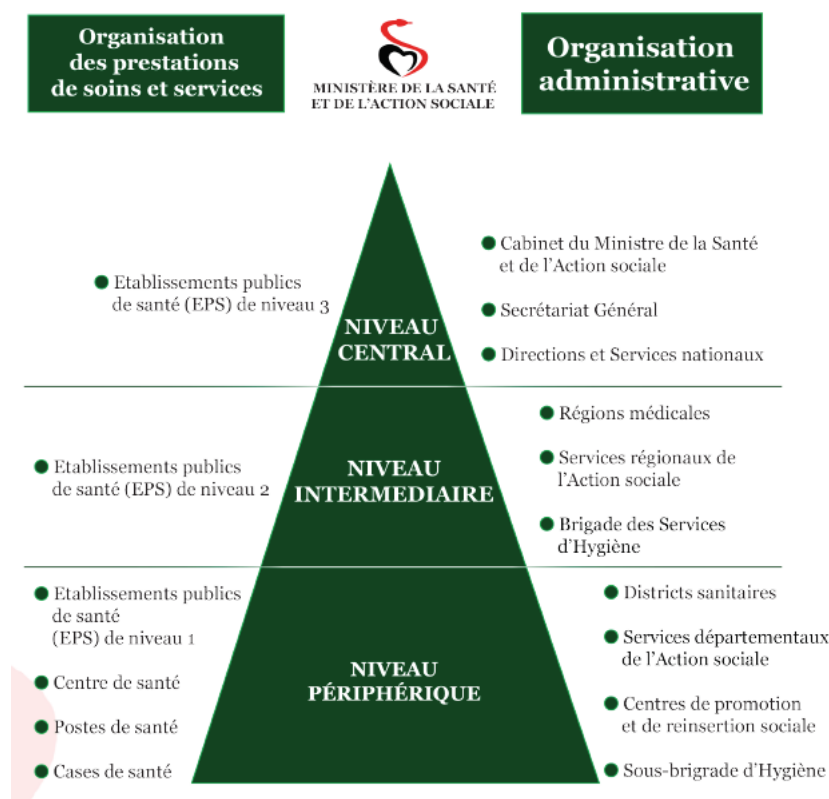 Organisation
des prestations
de soins et services
MINISTÈRE DE LA SANTÉ
ET DE L'ACTION SOCIALE
Organisation
administrative
Etablissements publics
de santé (EPS) de niveau 3
NIVEAU
CENTRAL
Cabinet du Ministre de la Santé
et de l'Action sociale
Secrétariat Général
Directions et Services nationaux
Etablissements publics
de santé (EPS) de niveau 2
NIVEAU
INTERMEDIAIRE
Régions médicales
Services régionaux de
l'Action sociale
Brigade des Services
d'Hygiène
Etablissements publics
de santé
(EPS) de niveau 1
Centre de santé
Postes de santé
Cases de santé
NIVEAU
PÉRIPHÉRIQUE
Districts sanitaires
Services départementaux
de l'Action sociale
Centres de promotion
et de reinsertion sociale
Sous-brigrade d'Hygiène